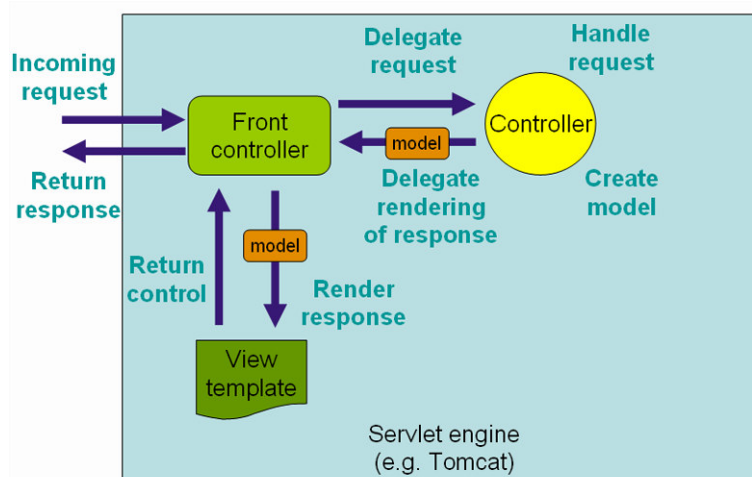 Incoming
request
Return
response
Front
controller
Delegate
request
Handle
request
Controller
model
Delegate
rendering
of response
Create
model
model
Return
control
Render
response
View
template
Servlet engine
(e.g. Tomcat)